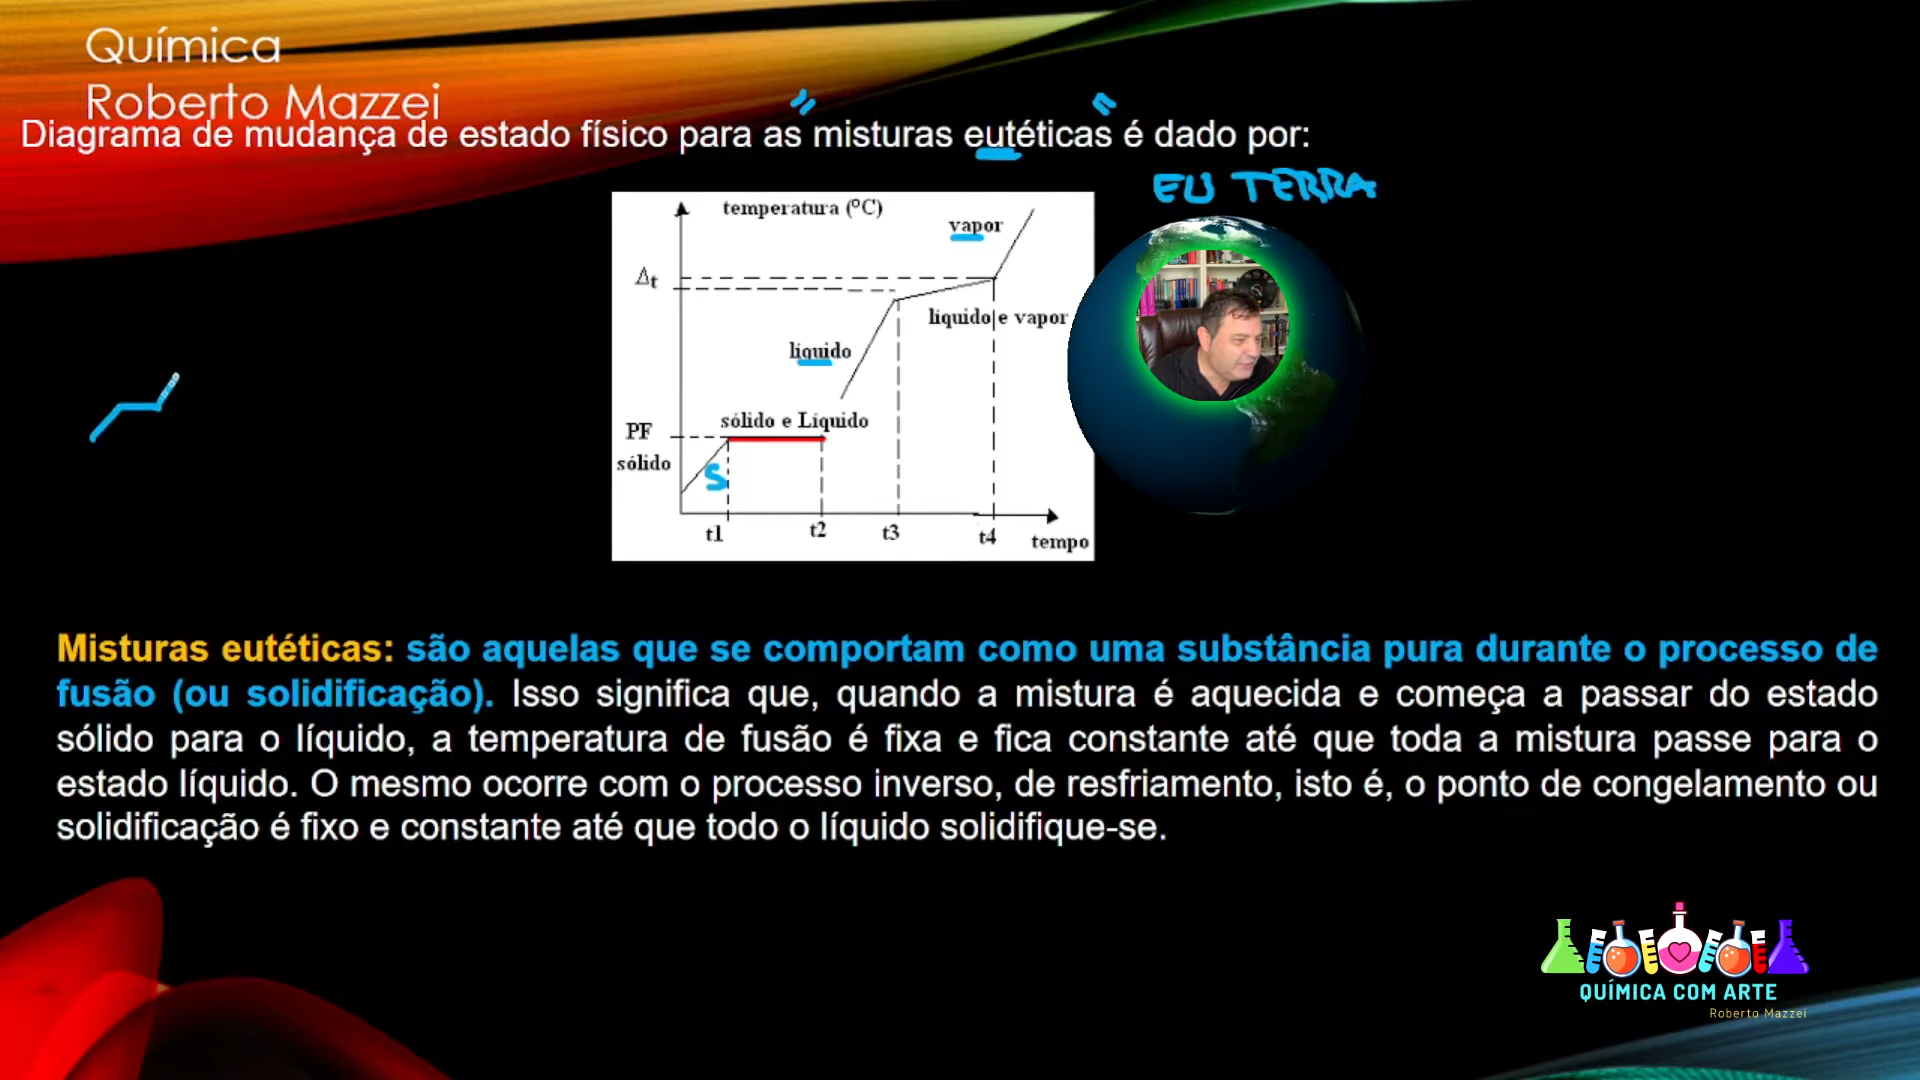 Química
Roberto Mazzei
Diagrama de mudança de estado físico para as misturas eutéticas é dado por:
EU TERRA
temperatura (ºC)
vapor
Δt
líquido e vapor
líquido
sólido e Líquido
PF
sólido
S
t1
t2
t3
t4
tempo
Misturas eutéticas: são aquelas que se comportam como uma substância pura durante o processo de
fusão (ou solidificação). Isso significa que, quando a mistura é aquecida e começa a passar do estado
sólido para o líquido, a temperatura de fusão é fixa e fica constante até que toda a mistura passe para o
estado líquido. O mesmo ocorre com o processo inverso, de resfriamento, isto é, o ponto de congelamento ou
solidificação é fixo e constante até que todo o líquido solidifique-se.
QUÍMICA COM ARTE
Roberto Mazzei